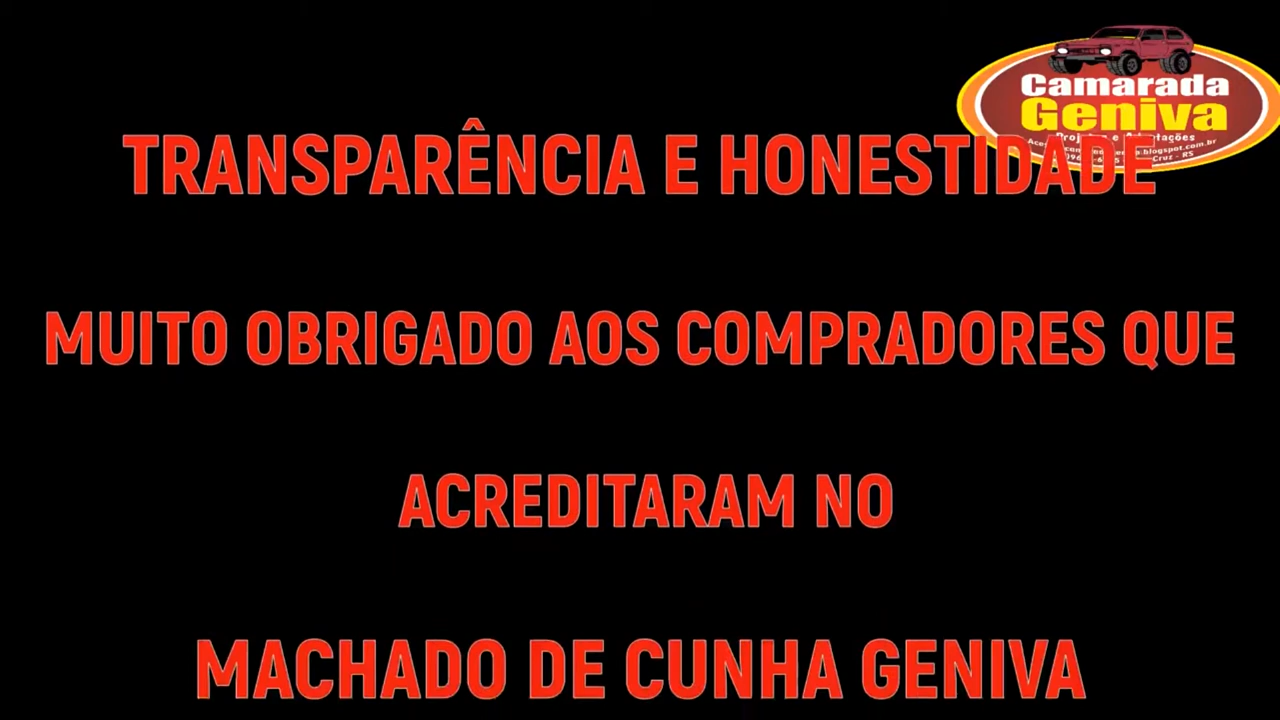 Camarada
Geniva
TRANSPARÊNCIA E HONESTIDADE
MUITO OBRIGADO AOS COMPRADORES QUE
ACREDITARAM NO
MACHADO DE CUNHA GENIVA